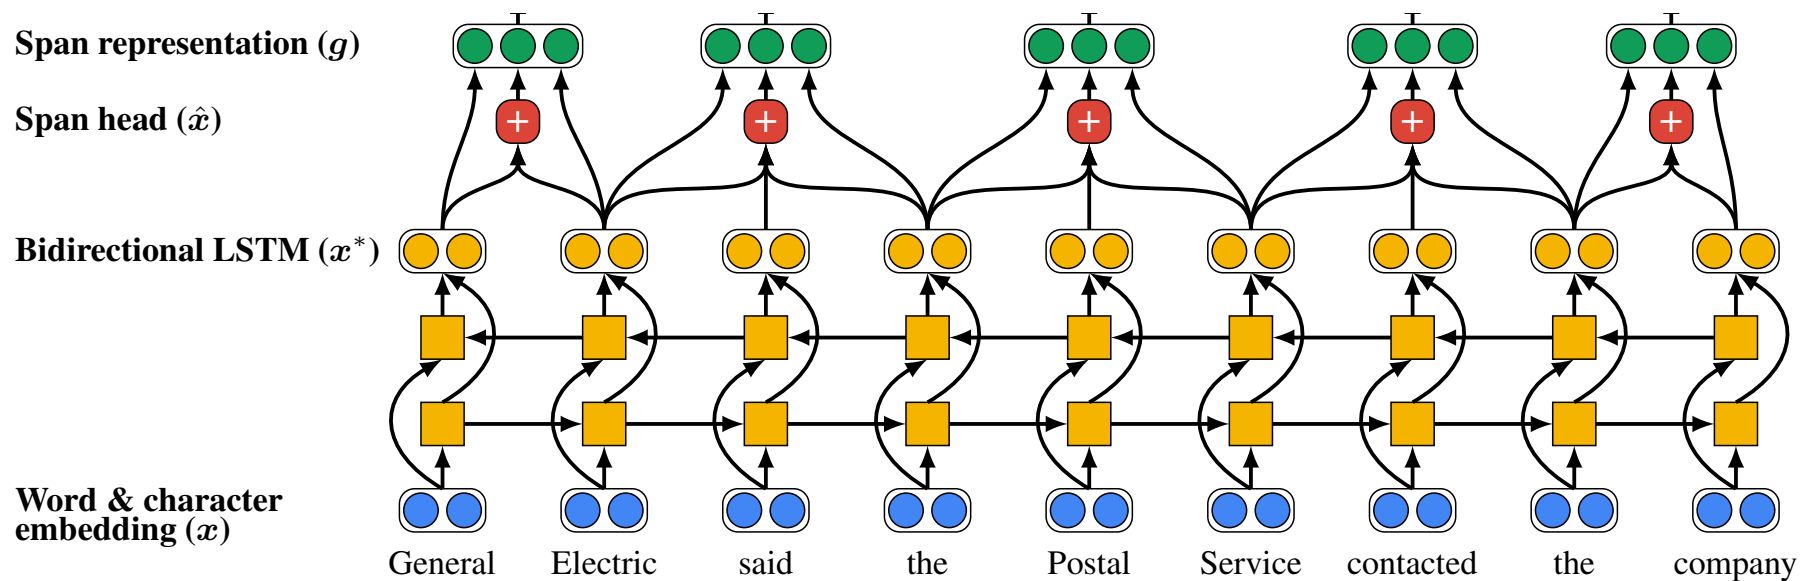 Span representation (g)
Span head (x̂)
+ + + + +
Bidirectional LSTM (x*)
Word & character
embedding (x)
General Electric said the Postal Service contacted the company